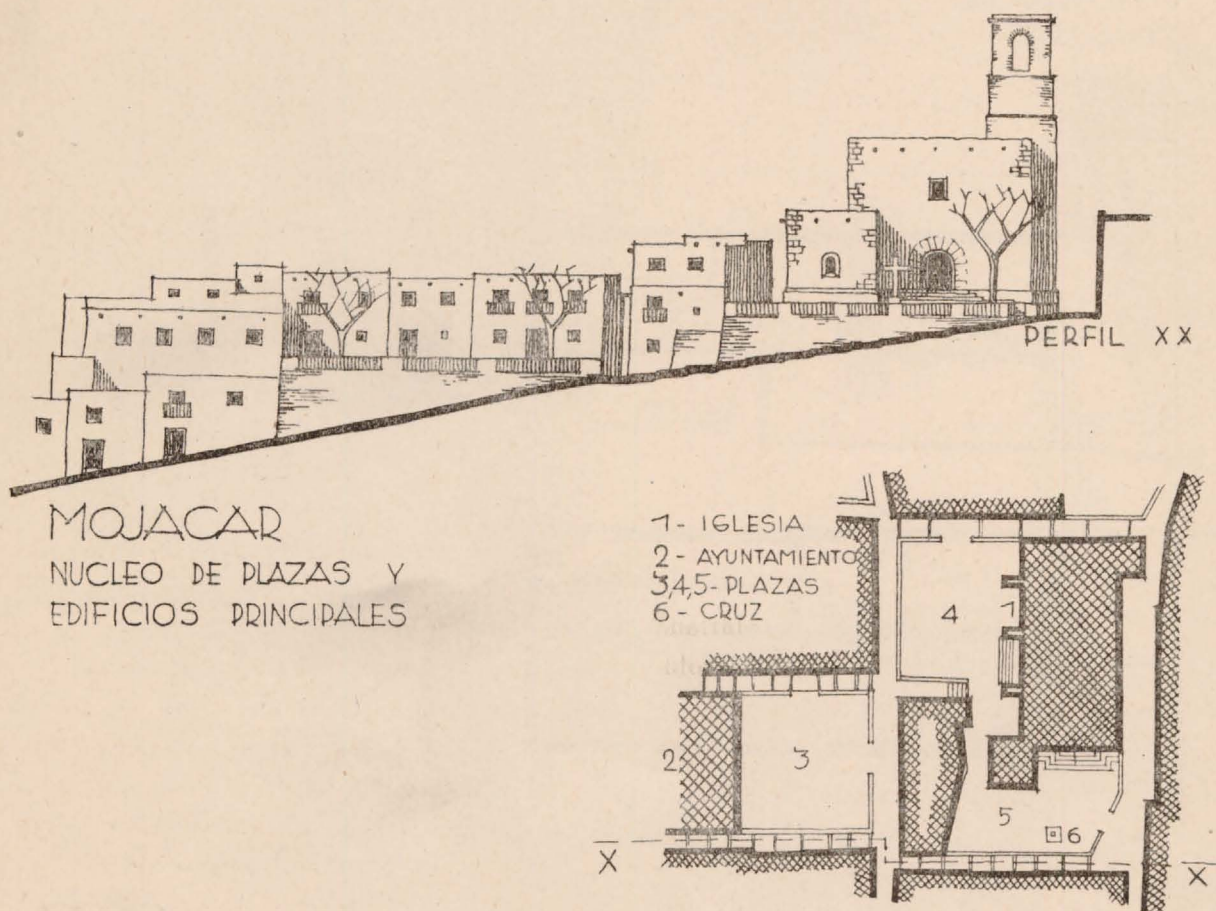 PERFIL XX
MOJACAR
NUCLEO DE PLAZAS Y
EDIFICIOS PRINCIPALES
1- IGLESIA
2- AYUNTAMIENTO
3,4,5- PLAZAS
6- CRUZ
4
1
2
3
5
6
X
X